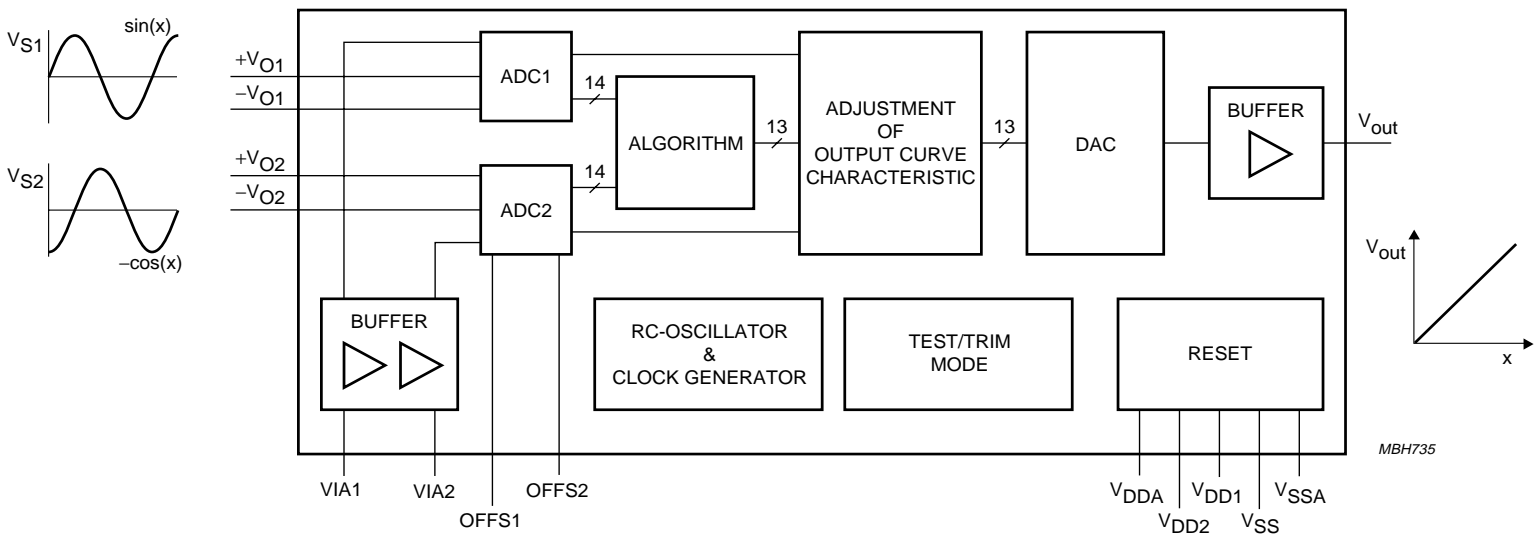 sin(x)
VS1
+VO1
−VO1
ADC1
14
ALGORITHM
13
ADJUSTMENT
OF
OUTPUT CURVE
CHARACTERISTIC
13
DAC
BUFFER
Vout
+VO2
−VO2
ADC2
14
VS2
−cos(x)
BUFFER
RC-OSCILLATOR
&
CLOCK GENERATOR
TEST/TRIM
MODE
RESET
Vout
x
MBH735
VIA1
VIA2
OFFS1
OFFS2
VDDA
VDD2
VDD1
VSS
VSSA